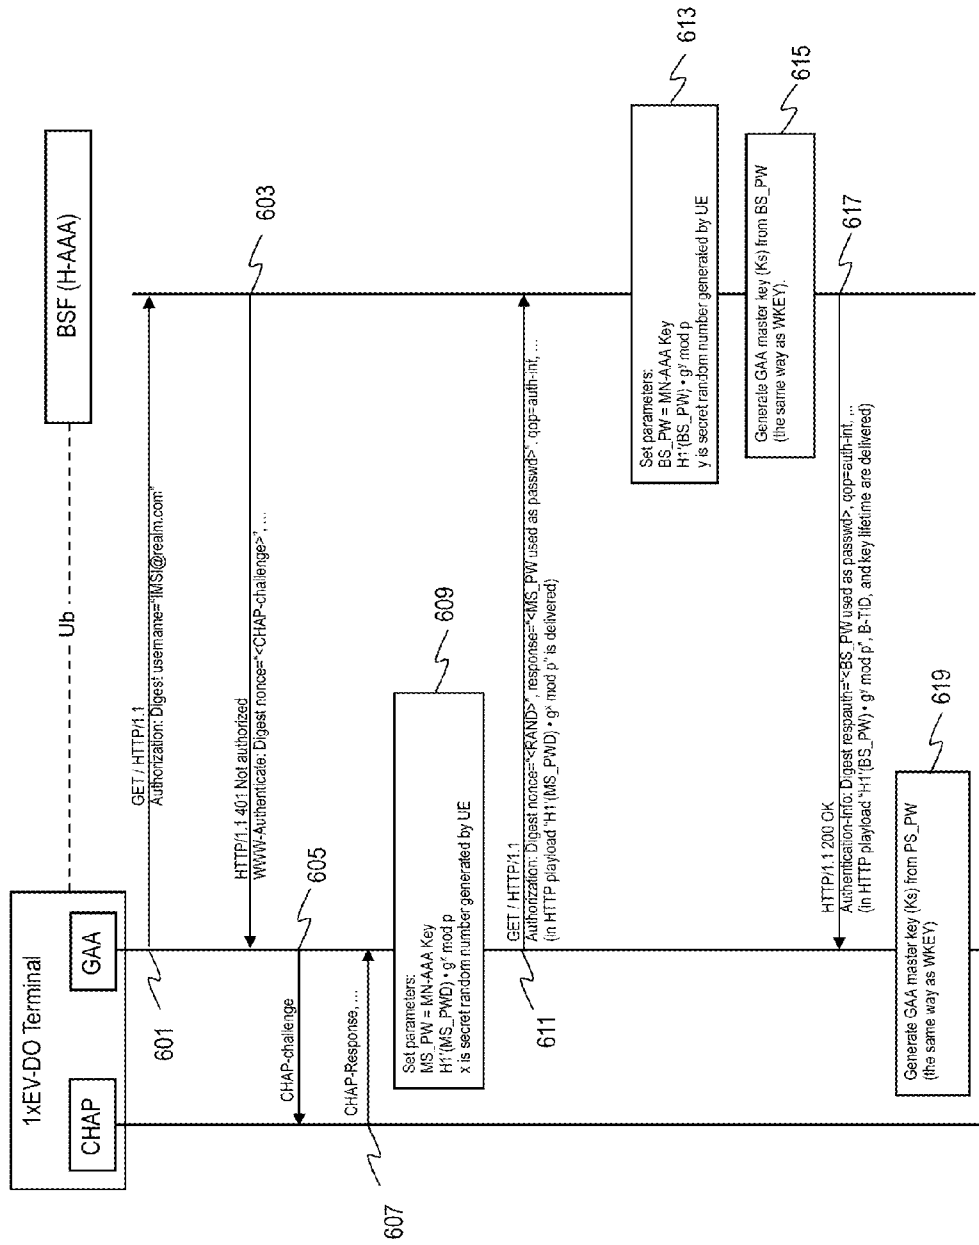 1xEV-DO Terminal
CHAP
GAA
Ub
BSF (H-AAA)
GET / HTTP/1.1
Authorization: Digest username="IMSI@realm.com"
601
HTTP/1.1 401 Not authorized
WWW-Authenticate: Digest nonce="<CHAP-challenge>", ...
603
CHAP-challenge
605
CHAP-Response, ...
607
Set parameters:
MS_PW = MN-AAA Key
H1'(MS_PWD) • gˣ mod p
x is secret random number generated by UE
609
GET / HTTP/1.1
Authorization: Digest nonce="<RAND>", response="<MS_PW used as passwd>", qop=auth-int, ...
(in HTTP playload "H1'(MS_PWD) • gˣ mod p" is delivered)
611
Set parameters:
BS_PW = MN-AAA Key
H1'(BS_PW) • gʸ mod p
y is secret random number generated by UE
613
Generate GAA master key (Ks) from BS_PW
(the same way as WKEY).
615
HTTP/1.1 200 OK
Authentication-Info: Digest respauth="<BS_PW used as passwd>, qop=auth-int, ...
(in HTTP playload "H1'(BS_PW) • gʸ mod p", B-TID, and key lifetime are delivered)
617
Generate GAA master key (Ks) from PS_PW
(the same way as WKEY)
619